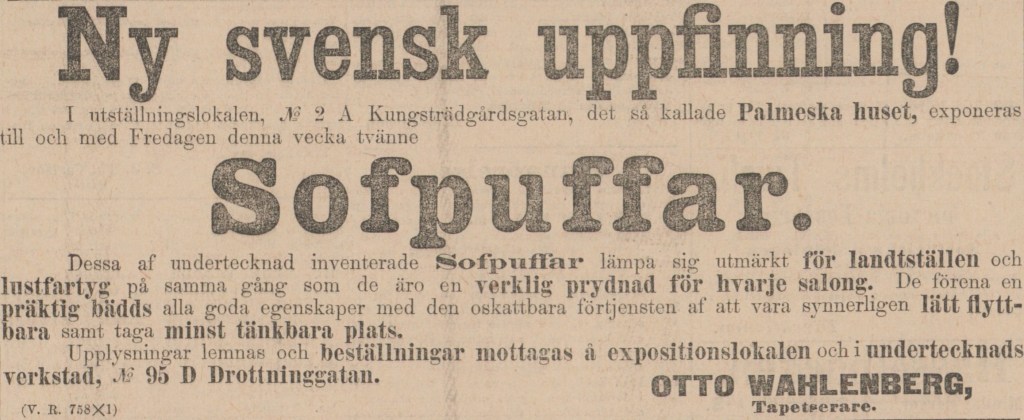 Ny svensk uppfinning!
I utställningslokalen, № 2 A Kungsträdgårdsgatan, det så kallade Palmeska huset, exponeras
till och med Fredagen denna vecka tvänne
Sofpuffar.
Dessa af undertecknad inventerade Sofpuffar lämpa sig utmärkt för landtställen och
lustfartyg på samma gång som de äro en verklig prydnad för hvarje salong. De förena en
präktig bädds alla goda egenskaper med den oskattbara förtjensten af att vara synnerligen lätt flytt-
bara samt taga minst tänkbara plats.
Upplysningar lemnas och beställningar mottagas å expositionslokalen och i undertecknads
verkstad, № 95 D Drottninggatan.
OTTO WAHLENBERG,
Tapetserare.
(V. R. 758×1)